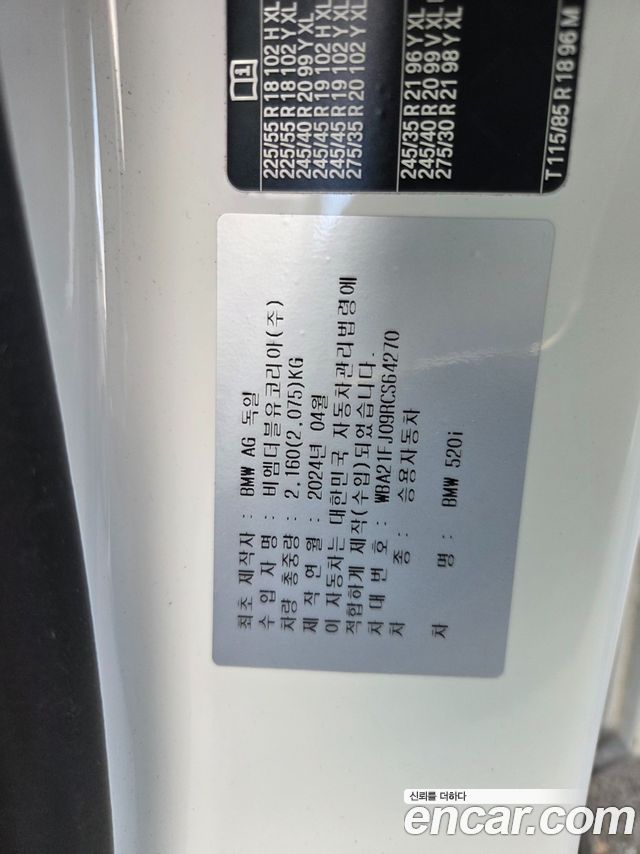 225/55 R 18 102 H XL
225/55 R 18 102 Y XL
245/40 R 20 99 Y XL
245/45 R 19 102 H XL
245/45 R 19 102 Y XL
275/35 R 20 102 Y XL
245/35 R 21 96 Y XL
245/40 R 20 99 V XL
275/30 R 21 98 Y XL
T115/85 R 18 96 M
최초 제작자 : BMW AG 독일
수 입 자 명 : 비엠더블유코리아(주)
차량 총중량 : 2,160(2,075)KG
제 작 연 월 : 2024년 04월
이 자동차는 대한민국 자동차관리법령에
적합하게 제작(수입)되었습니다.
차 대 번 호 : WBA21FJ09RCS64270
차 종 : 승용자동차
차 명 : BMW 520i
신뢰를 더하다
encar.com